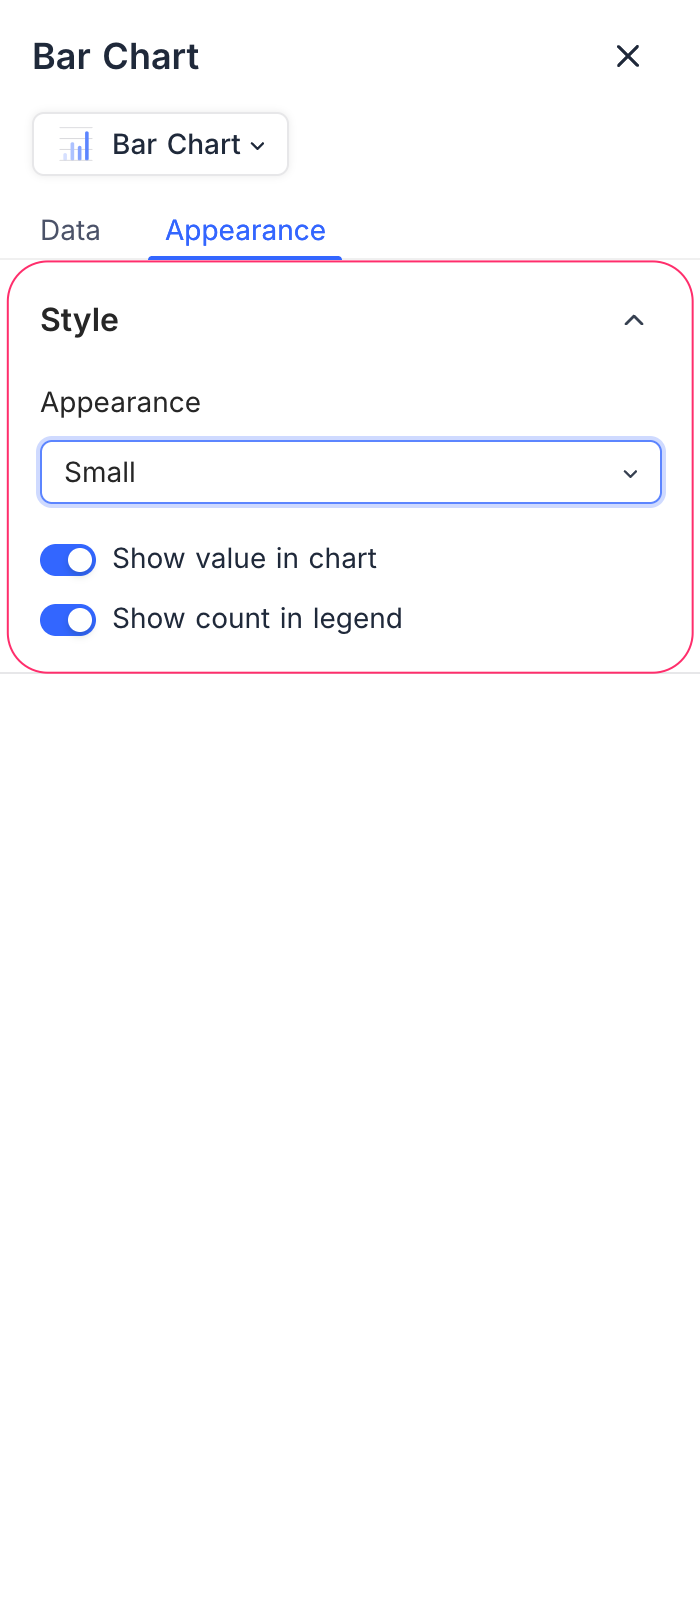 Bar Chart
Bar Chart
Data Appearance
Style
Appearance
Small
Show value in chart
Show count in legend